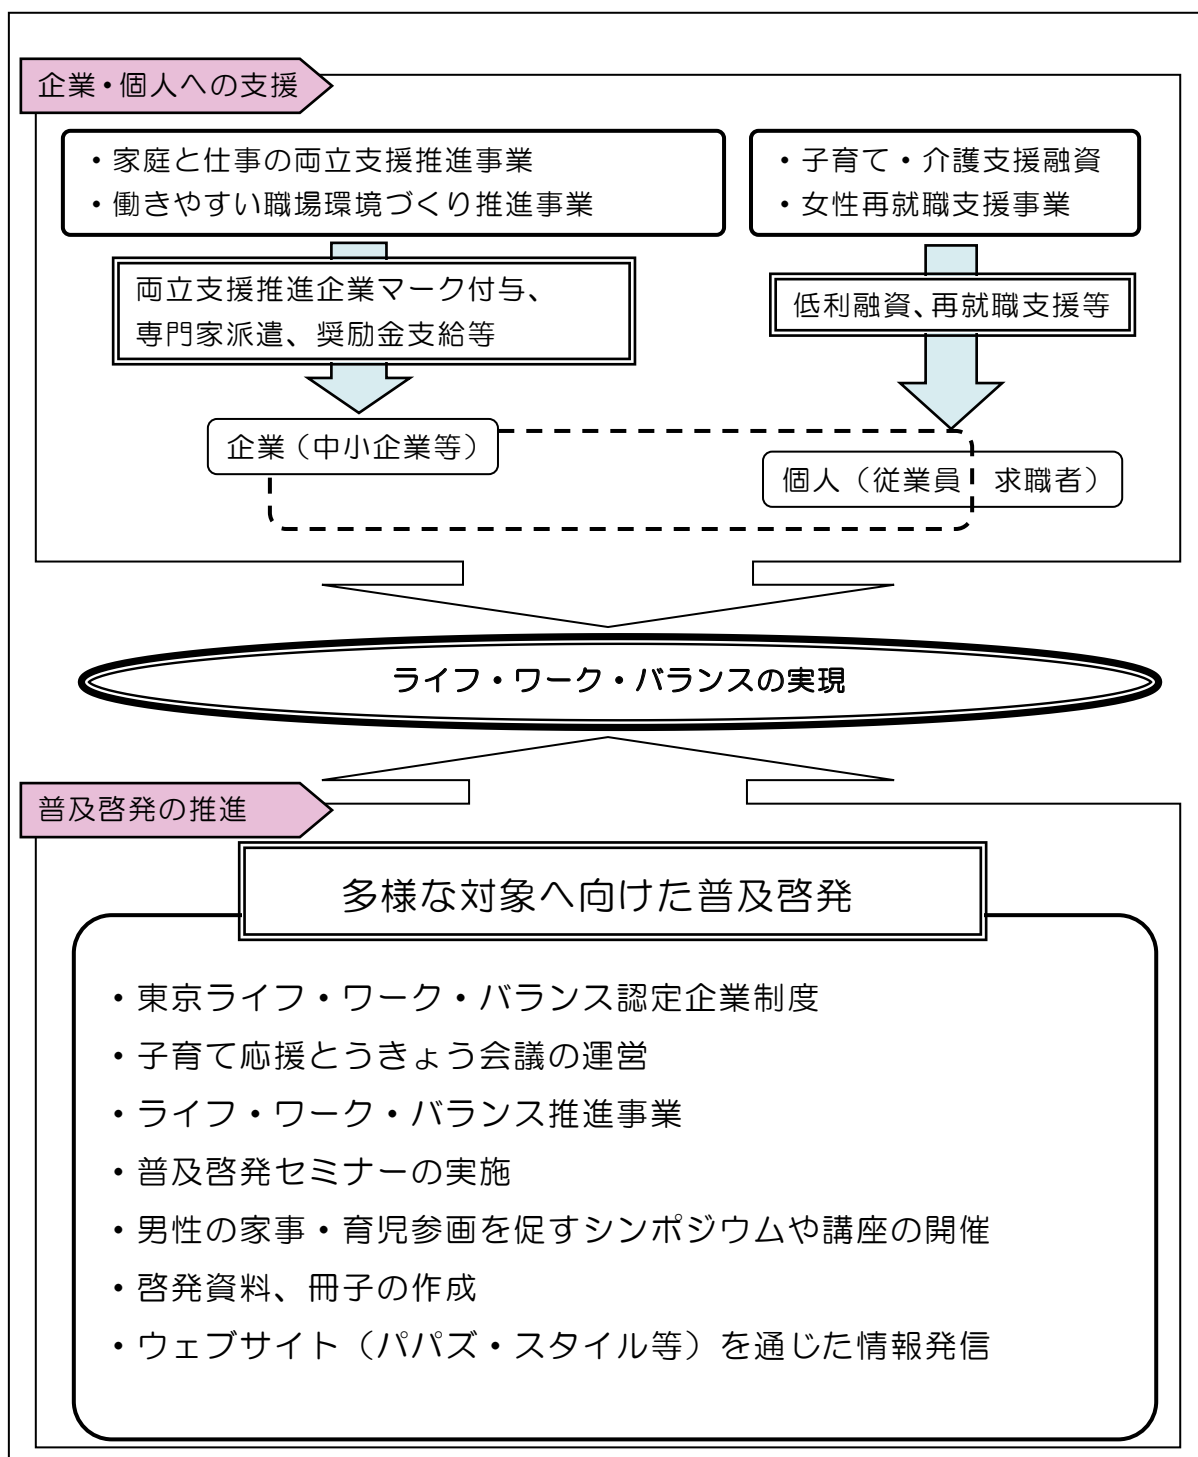 企業・個人への支援
・家庭と仕事の両立支援推進事業
・働きやすい職場環境づくり推進事業
・子育て・介護支援融資
・女性再就職支援事業
両立支援推進企業マーク付与、
専門家派遣、奨励金支給等
低利融資、再就職支援等
企業（中小企業等）
個人（従業員　求職者）
ライフ・ワーク・バランスの実現
普及啓発の推進
多様な対象へ向けた普及啓発
・東京ライフ・ワーク・バランス認定企業制度
・子育て応援とうきょう会議の運営
・ライフ・ワーク・バランス推進事業
・普及啓発セミナーの実施
・男性の家事・育児参画を促すシンポジウムや講座の開催
・啓発資料、冊子の作成
・ウェブサイト（パパズ・スタイル等）を通じた情報発信